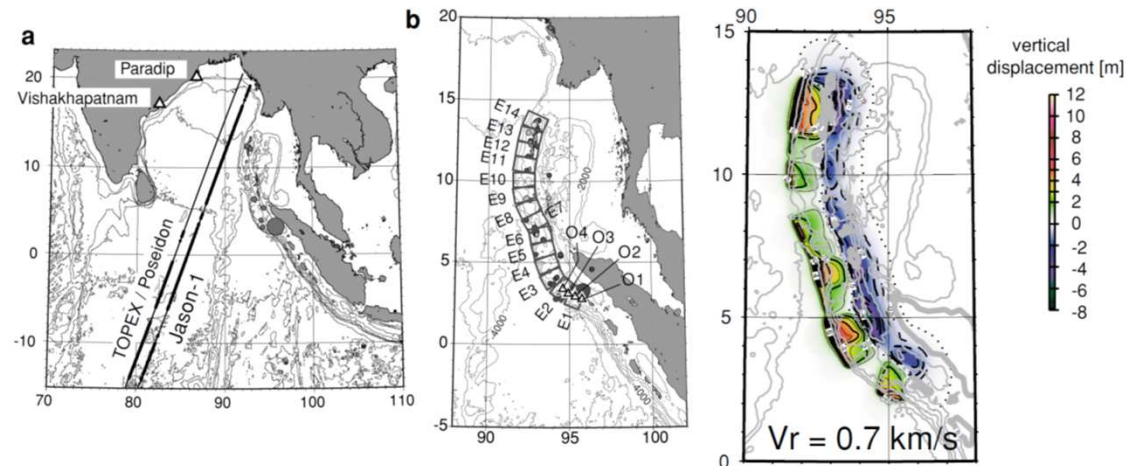 a
20
10
0
-10
70
80
90
100
110
Paradip
Vishakhapatnam
TOPEX / Poseidon
Jason-1
b
20
15
10
5
0
-5
90
95
100
E14
E13
E12
E11
E10
E9
E8
E7
E6
E5
E4
E3
E2
E1
O4
O3
O2
O1
2000
4000
4000
90
95
15
10
5
0
Vr = 0.7 km/s
vertical
displacement [m]
12
10
8
6
4
2
0
-2
-4
-6
-8